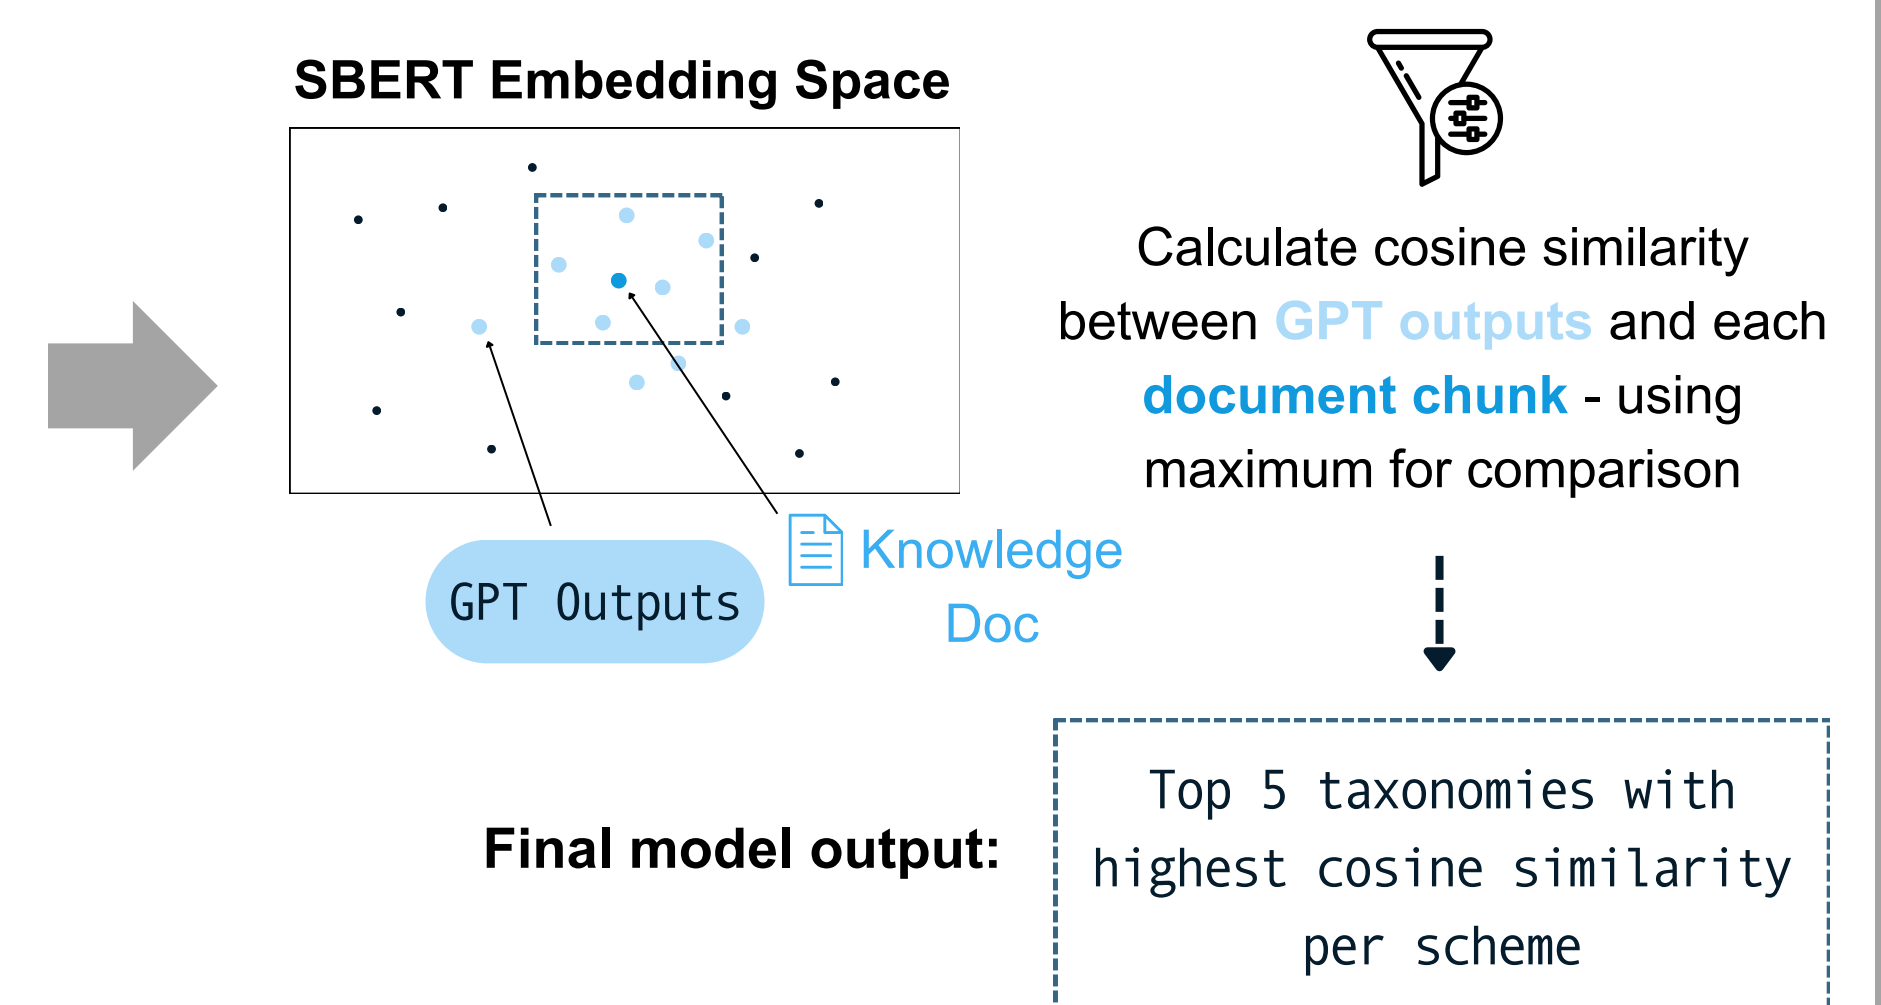 SBERT Embedding Space
GPT Outputs
Knowledge
Doc
Calculate cosine similarity
between GPT outputs and each
document chunk - using
maximum for comparison
Final model output:
Top 5 taxonomies with
highest cosine similarity
per scheme